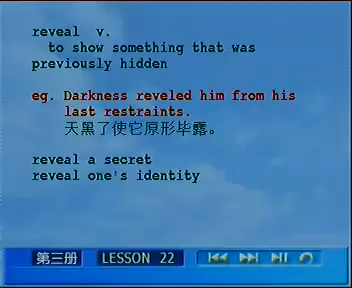 reveal  v.
to show something that was
previously hidden
eg. Darkness reveled him from his
last restraints.
天黑了使它原形毕露。
reveal a secret
reveal one's identity
第三册 LESSON 22